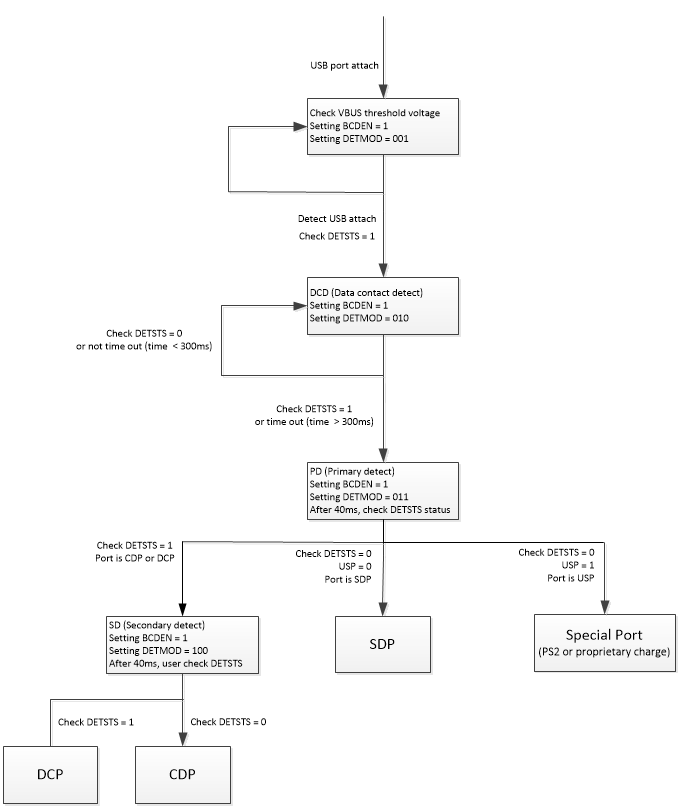 USB port attach
Check VBUS threshold voltage
Setting BCDEN = 1
Setting DETMOD = 001
Detect USB attach
Check DETSTS = 1
DCD (Data contact detect)
Setting BCDEN = 1
Setting DETMOD = 010
Check DETSTS = 0
or not time out (time < 300ms)
Check DETSTS = 1
or time out (time > 300ms)
PD (Primary detect)
Setting BCDEN = 1
Setting DETMOD = 011
After 40ms, check DETSTS status
Check DETSTS = 1
Port is CDP or DCP
Check DETSTS = 0
USP = 0
Port is SDP
Check DETSTS = 0
USP = 1
Port is USP
SD (Secondary detect)
Setting BCDEN = 1
Setting DETMOD = 100
After 40ms, user check DETSTS
SDP
Special Port
(PS2 or proprietary charge)
Check DETSTS = 1
Check DETSTS = 0
DCP
CDP